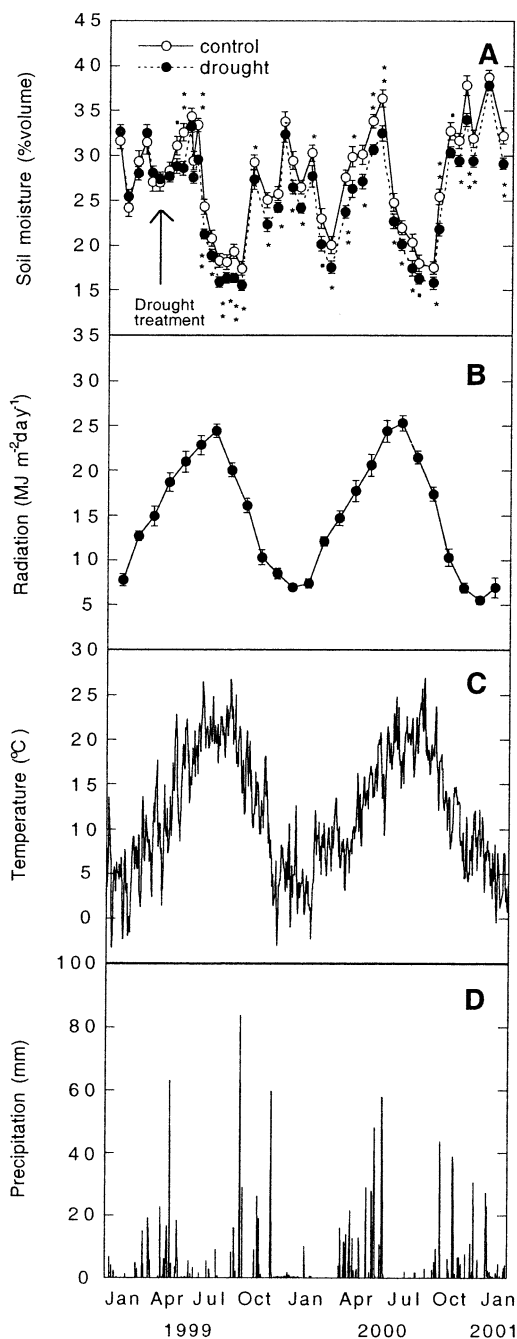 control
drought
A
Soil moisture (%volume)
45
40
35
30
25
20
15
Drought
treatment
35
B
Radiation (MJ m-2day-1)
30
25
20
15
10
5
30
C
Temperature (ºC)
25
20
15
10
5
0
100
D
Precipitation (mm)
80
60
40
20
0
Jan Apr Jul Oct Jan Apr Jul Oct Jan
1999 2000 2001